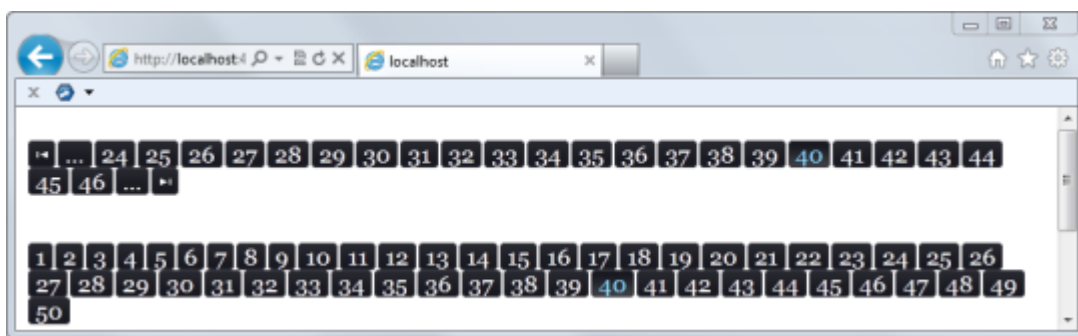 http://localhost:4
localhost
... 24 25 26 27 28 29 30 31 32 33 34 35 36 37 38 39 40 41 42 43 44
45 46 ...
1 2 3 4 5 6 7 8 9 10 11 12 13 14 15 16 17 18 19 20 21 22 23 24 25 26
27 28 29 30 31 32 33 34 35 36 37 38 39 40 41 42 43 44 45 46 47 48 49
50